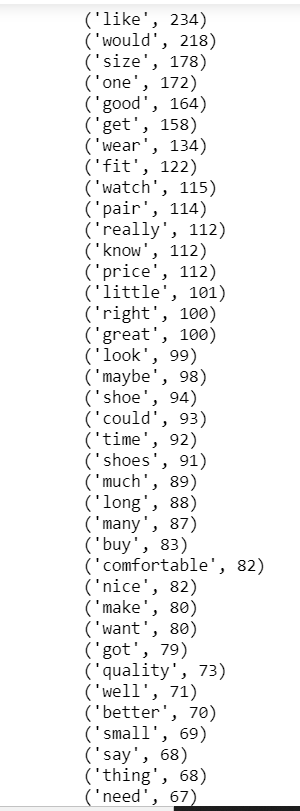 ('like', 234)
('would', 218)
('size', 178)
('one', 172)
('good', 164)
('get', 158)
('wear', 134)
('fit', 122)
('watch', 115)
('pair', 114)
('really', 112)
('know', 112)
('price', 112)
('little', 101)
('right', 100)
('great', 100)
('look', 99)
('maybe', 98)
('shoe', 94)
('could', 93)
('time', 92)
('shoes', 91)
('much', 89)
('long', 88)
('many', 87)
('buy', 83)
('comfortable', 82)
('nice', 82)
('make', 80)
('want', 80)
('got', 79)
('quality', 73)
('well', 71)
('better', 70)
('small', 69)
('say', 68)
('thing', 68)
('need', 67)